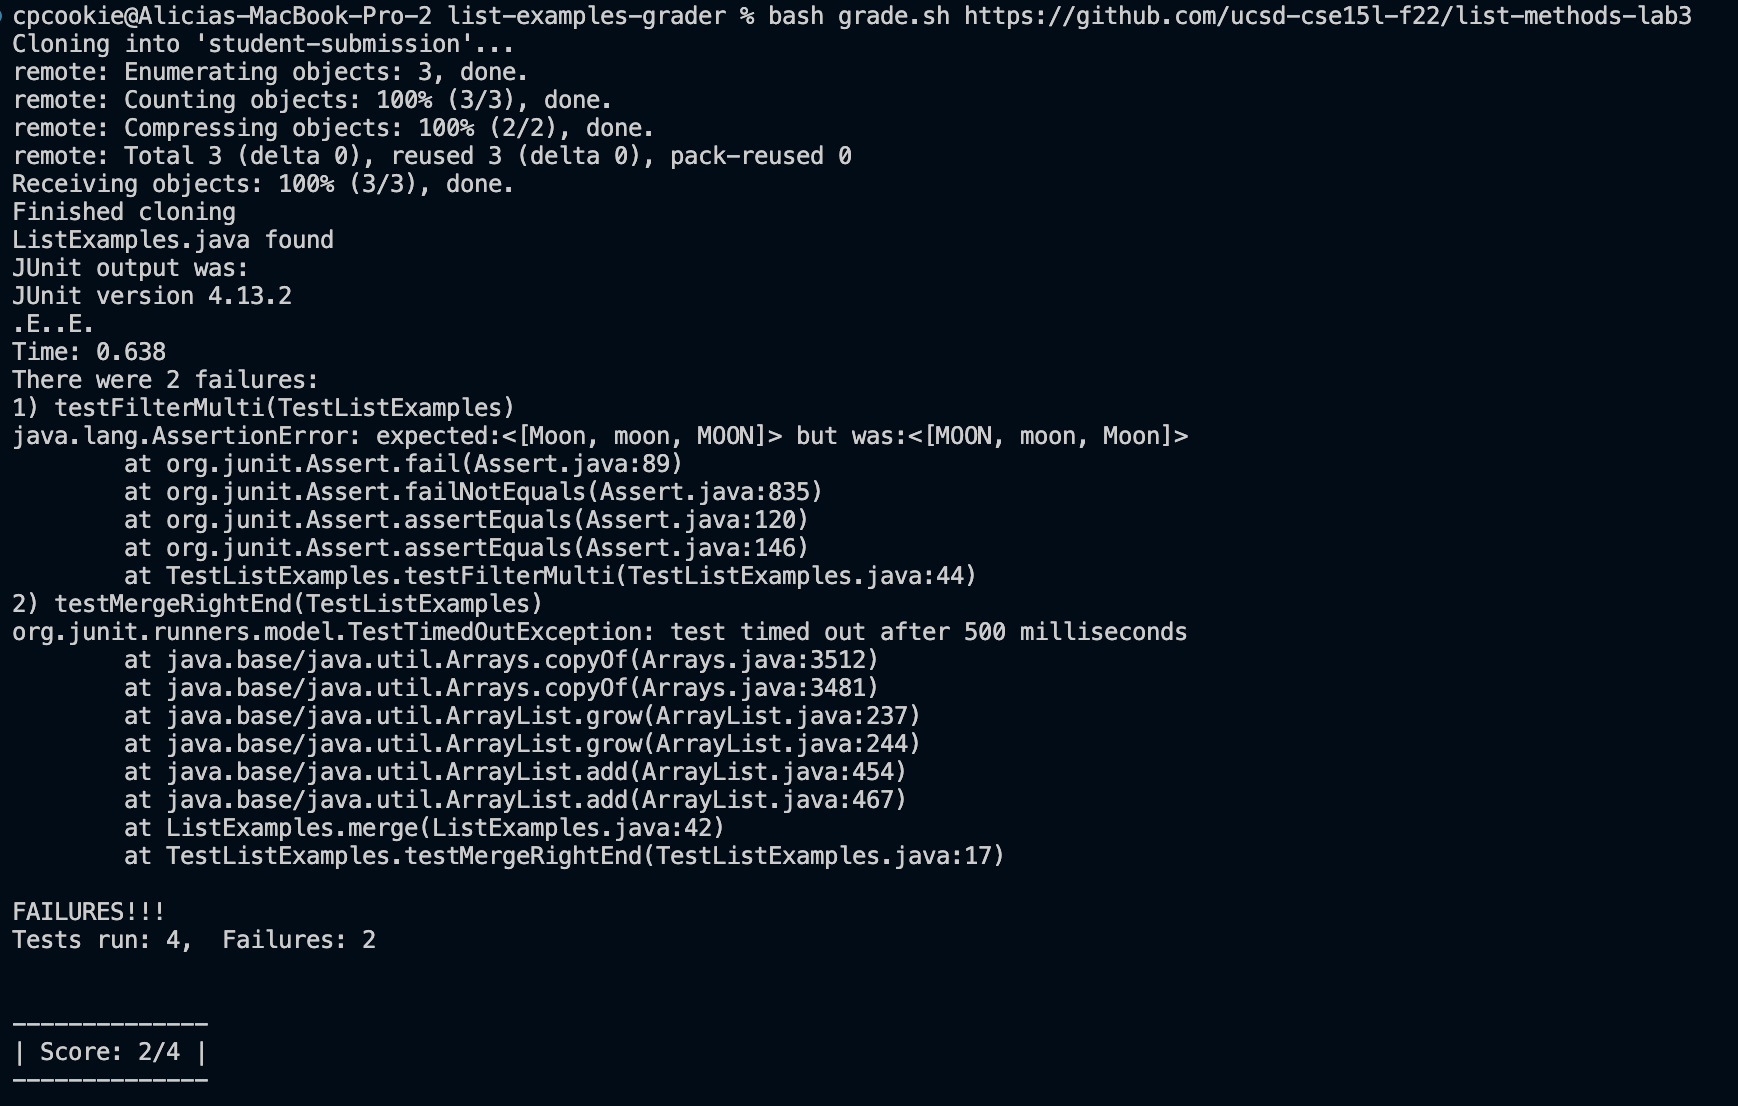 cpcookie@Alicias-MacBook-Pro-2 list-examples-grader % bash grade.sh https://github.com/ucsd-cse15l-f22/list-methods-lab3
Cloning into 'student-submission'...
remote: Enumerating objects: 3, done.
remote: Counting objects: 100% (3/3), done.
remote: Compressing objects: 100% (2/2), done.
remote: Total 3 (delta 0), reused 3 (delta 0), pack-reused 0
Receiving objects: 100% (3/3), done.
Finished cloning
ListExamples.java found
JUnit output was:
JUnit version 4.13.2
.E..E.
Time: 0.638
There were 2 failures:
1) testFilterMulti(TestListExamples)
java.lang.AssertionError: expected:<[Moon, moon, MOON]> but was:<[MOON, moon, Moon]>
        at org.junit.Assert.fail(Assert.java:89)
        at org.junit.Assert.failNotEquals(Assert.java:835)
        at org.junit.Assert.assertEquals(Assert.java:120)
        at org.junit.Assert.assertEquals(Assert.java:146)
        at TestListExamples.testFilterMulti(TestListExamples.java:44)
2) testMergeRightEnd(TestListExamples)
org.junit.runners.model.TestTimedOutException: test timed out after 500 milliseconds
        at java.base/java.util.Arrays.copyOf(Arrays.java:3512)
        at java.base/java.util.Arrays.copyOf(Arrays.java:3481)
        at java.base/java.util.ArrayList.grow(ArrayList.java:237)
        at java.base/java.util.ArrayList.grow(ArrayList.java:244)
        at java.base/java.util.ArrayList.add(ArrayList.java:454)
        at java.base/java.util.ArrayList.add(ArrayList.java:467)
        at ListExamples.merge(ListExamples.java:42)
        at TestListExamples.testMergeRightEnd(TestListExamples.java:17)

FAILURES!!!
Tests run: 4,  Failures: 2


--------------
| Score: 2/4 |
--------------